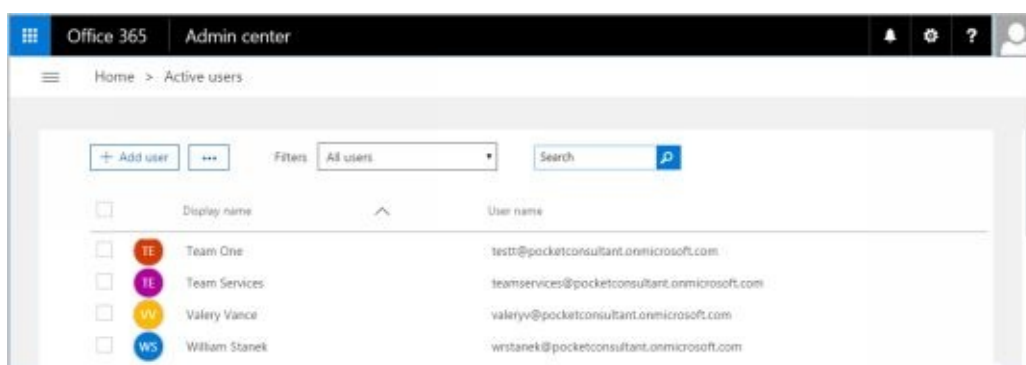 Office 365 Admin center ?
Home > Active users
+ Add user ... Filters All users Search
Display name User name
TE Team One testt@pocketconsultant.onmicrosoft.com
TE Team Services teamservices@pocketconsultant.onmicrosoft.com
VV Valery Vance valeryv@pocketconsultant.onmicrosoft.com
WS William Stanek wrstanek@pocketconsultant.onmicrosoft.com